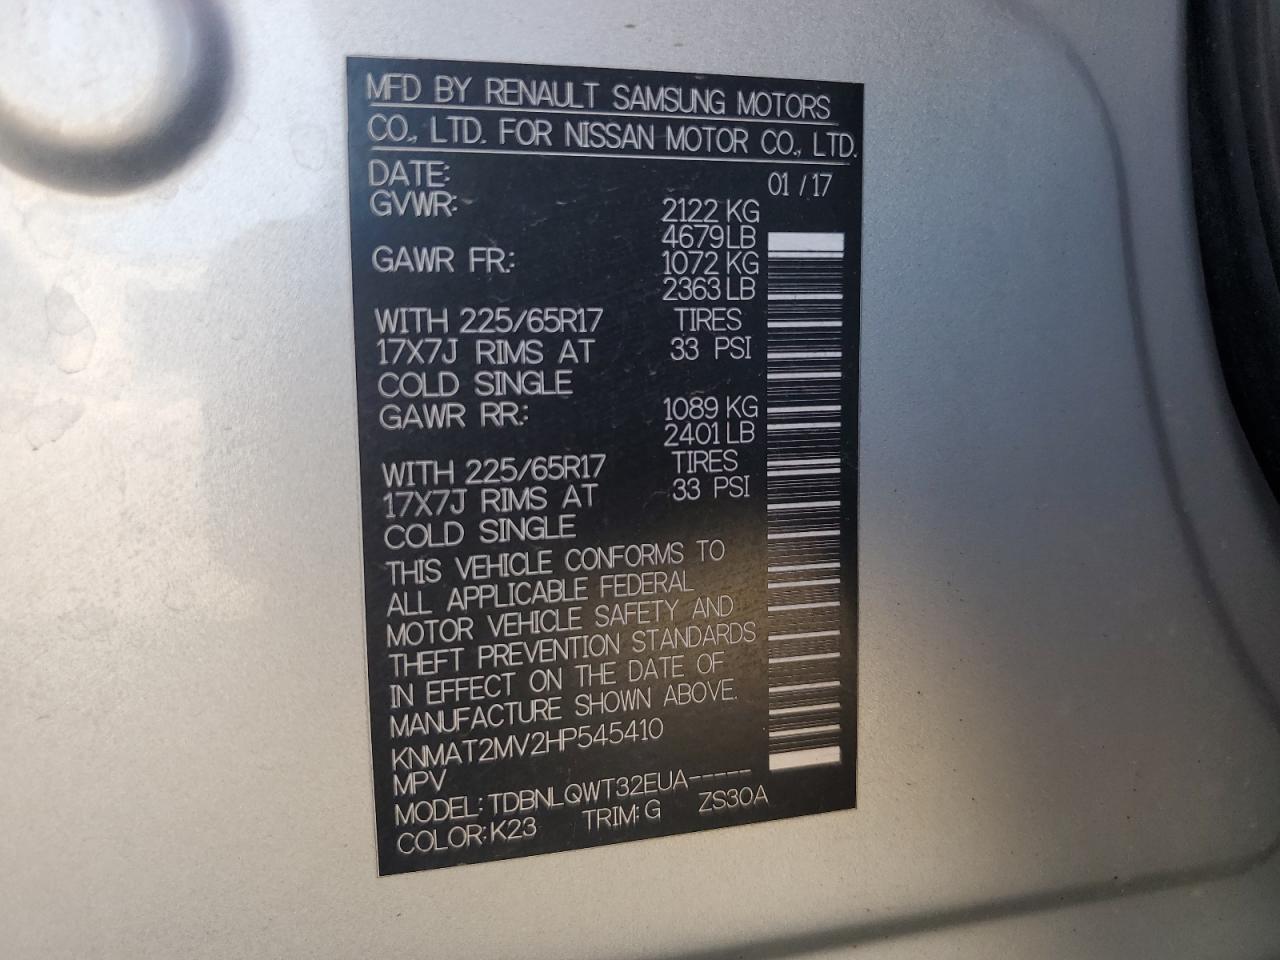 MFD BY RENAULT SAMSUNG MOTORS
CO., LTD. FOR NISSAN MOTOR CO., LTD.
DATE: 01 / 17
GVWR: 2122 KG
4679 LB
GAWR FR.: 1072 KG
2363 LB
WITH 225/65R17 TIRES
17X7J RIMS AT 33 PSI
COLD SINGLE
GAWR RR.: 1089 KG
2401 LB
WITH 225/65R17 TIRES
17X7J RIMS AT 33 PSI
COLD SINGLE
THIS VEHICLE CONFORMS TO
ALL APPLICABLE FEDERAL
MOTOR VEHICLE SAFETY AND
THEFT PREVENTION STANDARDS
IN EFFECT ON THE DATE OF
MANUFACTURE SHOWN ABOVE.
KNMAT2MV2HP545410
MPV
MODEL: TDBNLQWT32EUA-----
COLOR: K23 TRIM: G ZS30A